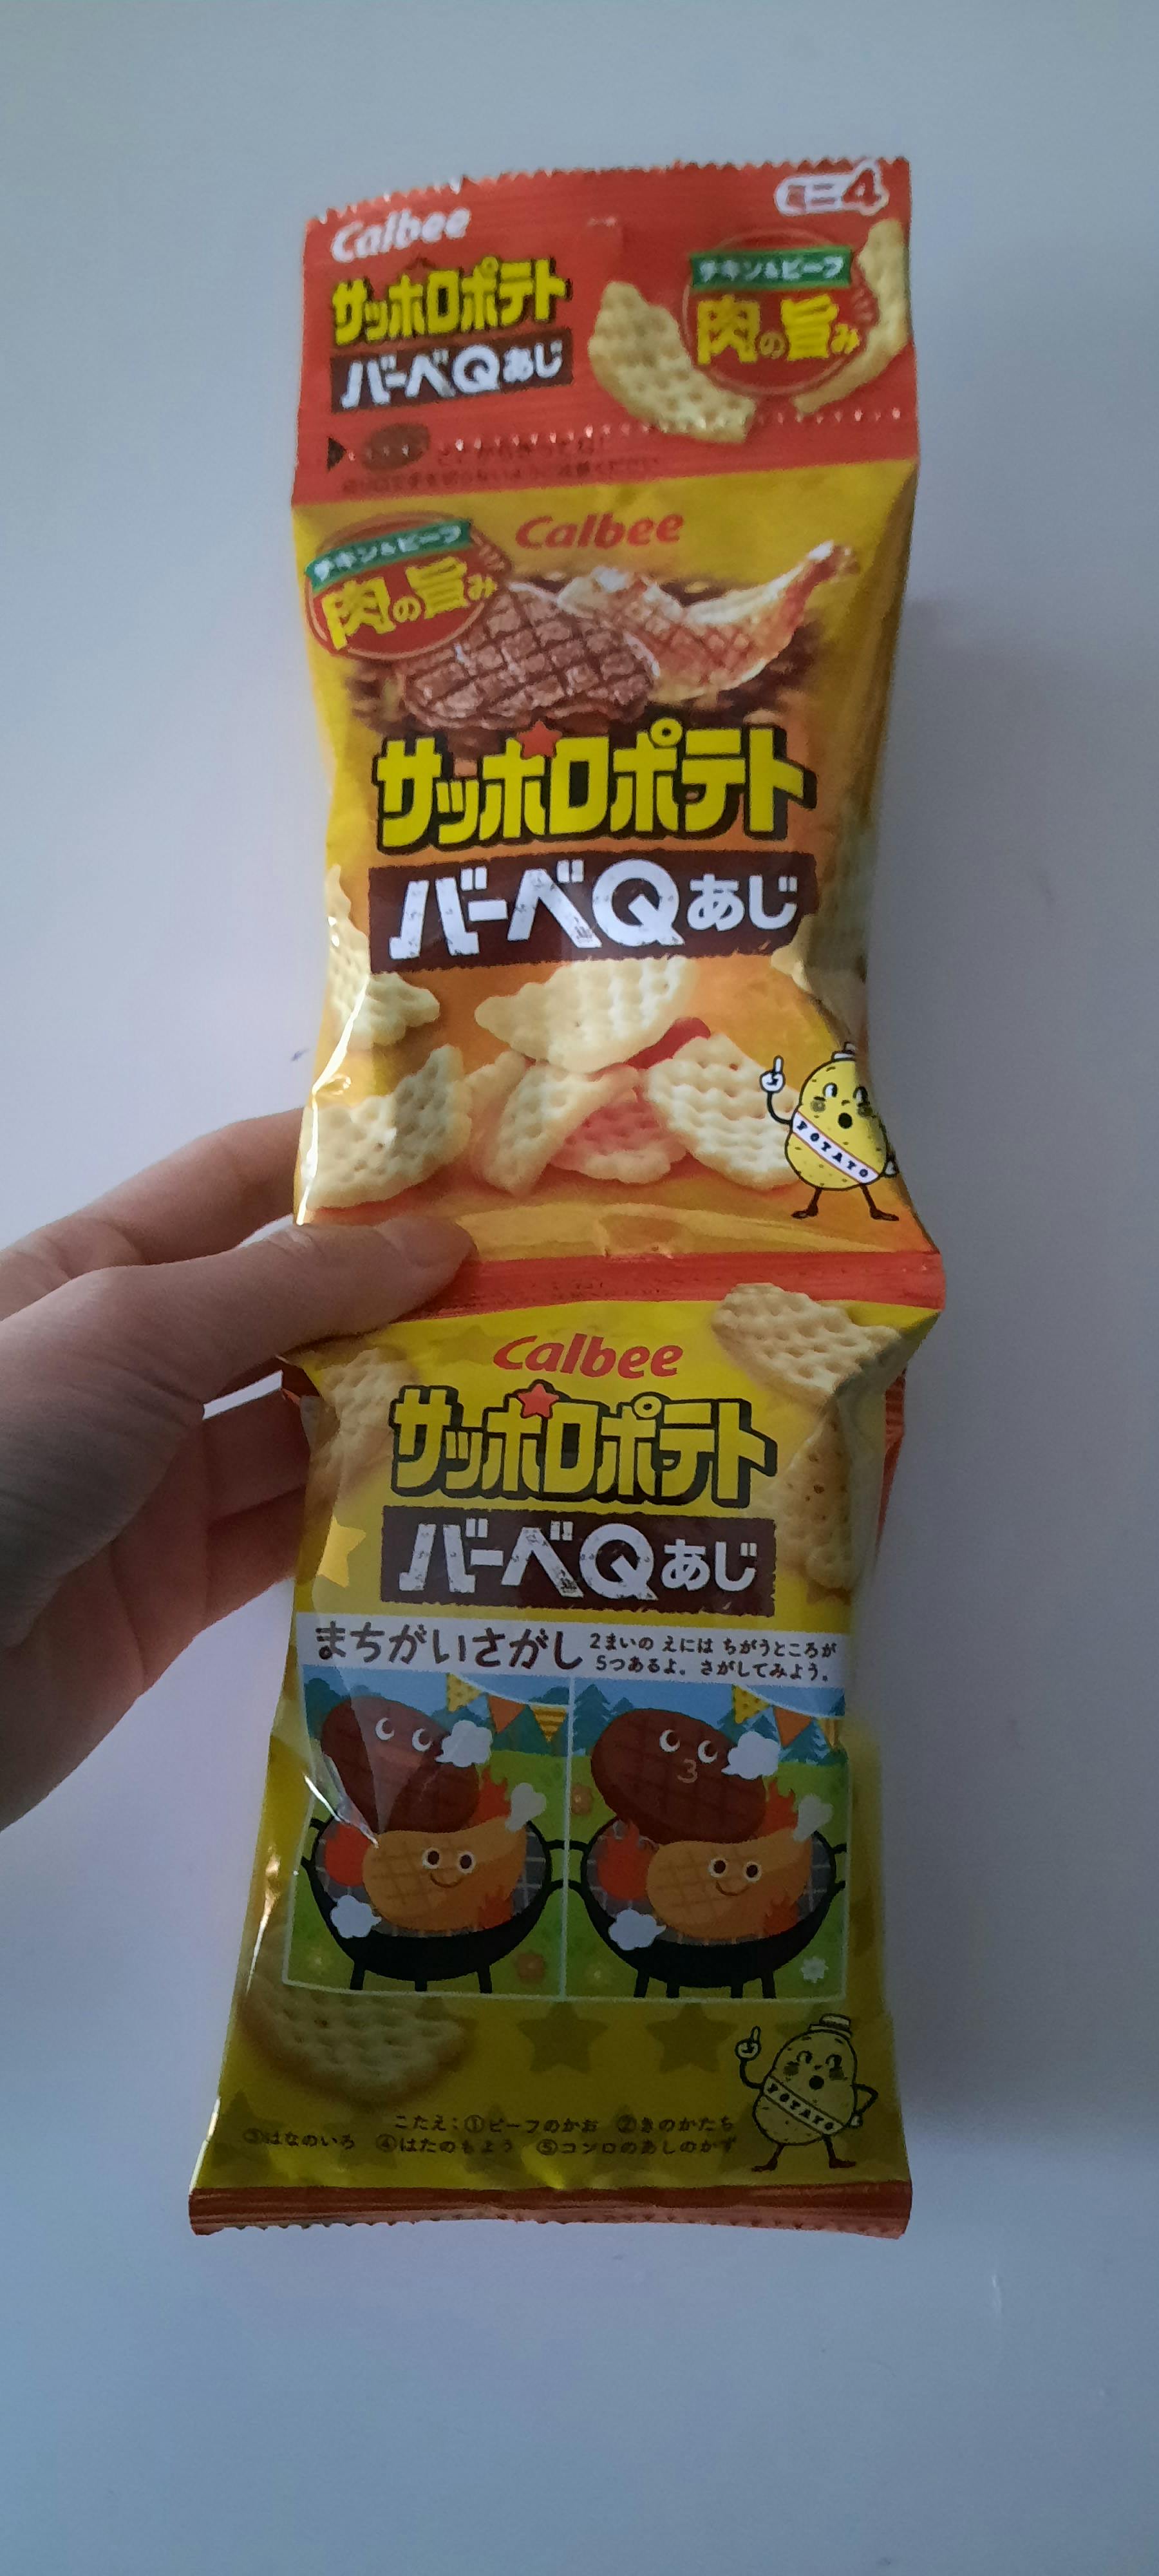 Calbee
ミニ4
サッポロポテト
バーベQあじ
チキン&ビーフ
肉の旨み
Calbee
チキン&ビーフ
肉の旨み
サッポロポテト
バーベQあじ
POTATO
Calbee
サッポロポテト
バーベQあじ
まちがいさがし
2まいの えには ちがうところが
5つあるよ。さがしてみよう。
こたえ:①ビーフのかお ②きのかたち
③はなのいろ ④はたのもよう ⑤コンロのあしのかず
POTATO